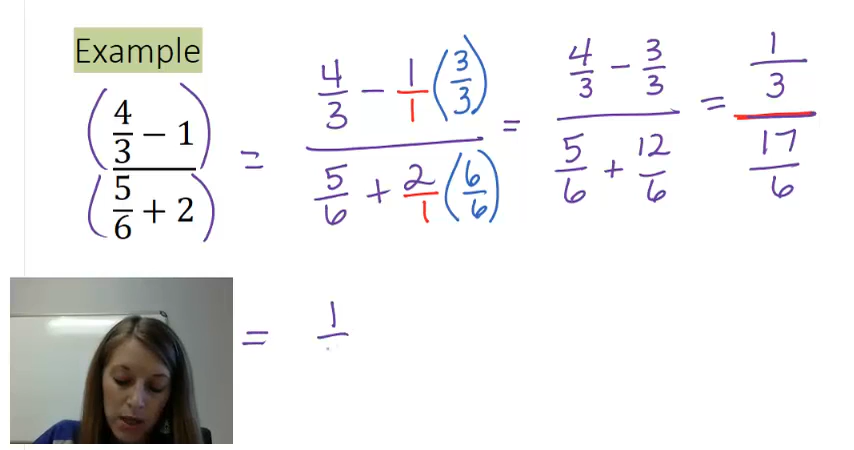 Example
(4/3 − 1)/(5/6 + 2) = (4/3 − 1/1 (3/3))/(5/6 + 2/1 (6/6)) = (4/3 − 3/3)/(5/6 + 12/6) = (1/3)/(17/6)
= 1/